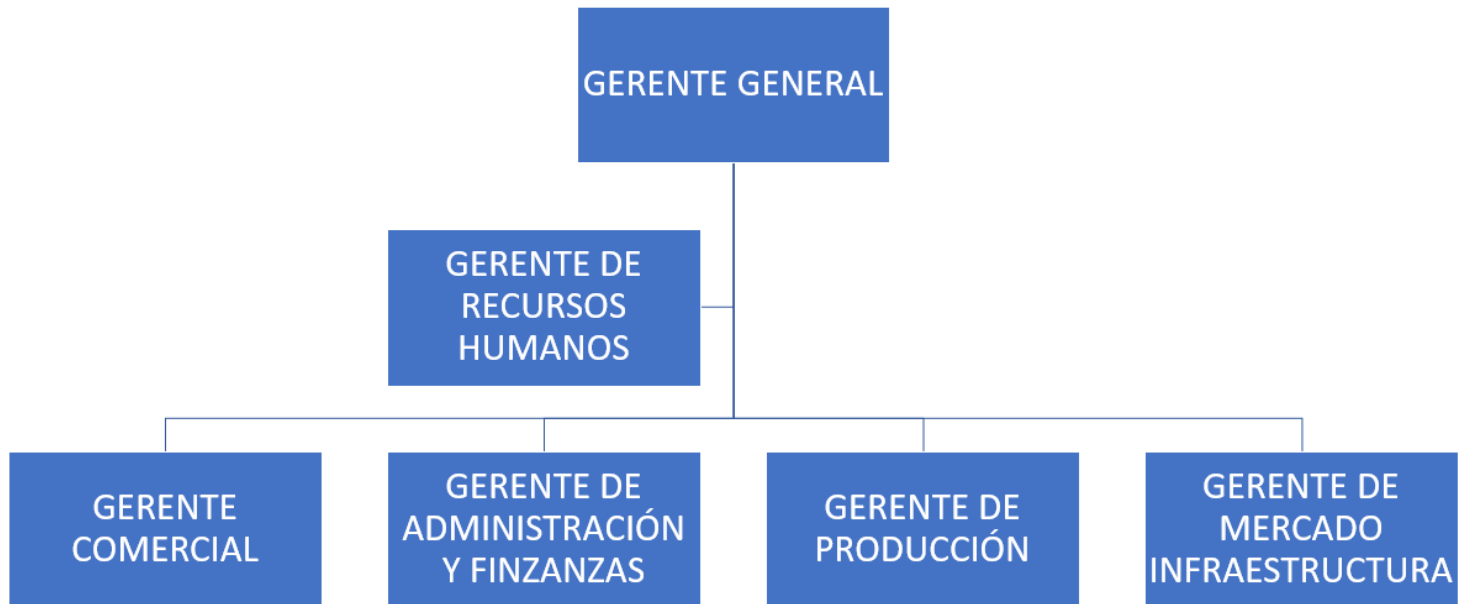 GERENTE GENERAL
GERENTE DE
RECURSOS
HUMANOS
GERENTE
COMERCIAL
GERENTE DE
ADMINISTRACIÓN
Y FINZANZAS
GERENTE DE
PRODUCCIÓN
GERENTE DE
MERCADO
INFRAESTRUCTURA